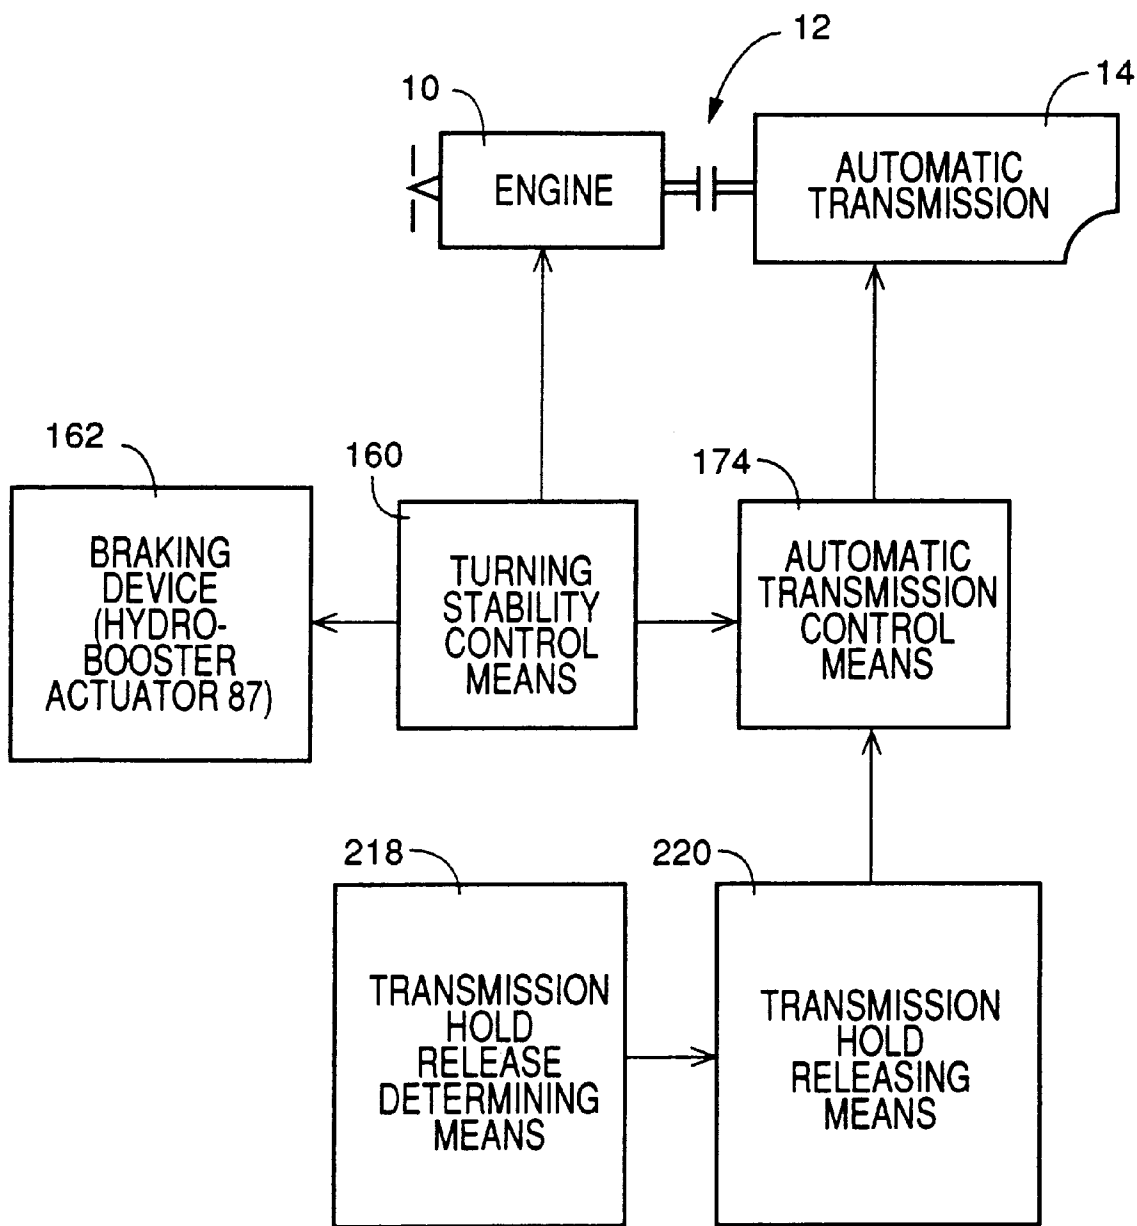 12
10
14
ENGINE
AUTOMATIC
TRANSMISSION
162
160
174
BRAKING
DEVICE
(HYDRO-
BOOSTER
ACTUATOR 87)
TURNING
STABILITY
CONTROL
MEANS
AUTOMATIC
TRANSMISSION
CONTROL
MEANS
218
220
TRANSMISSION
HOLD
RELEASE
DETERMINING
MEANS
TRANSMISSION
HOLD
RELEASING
MEANS